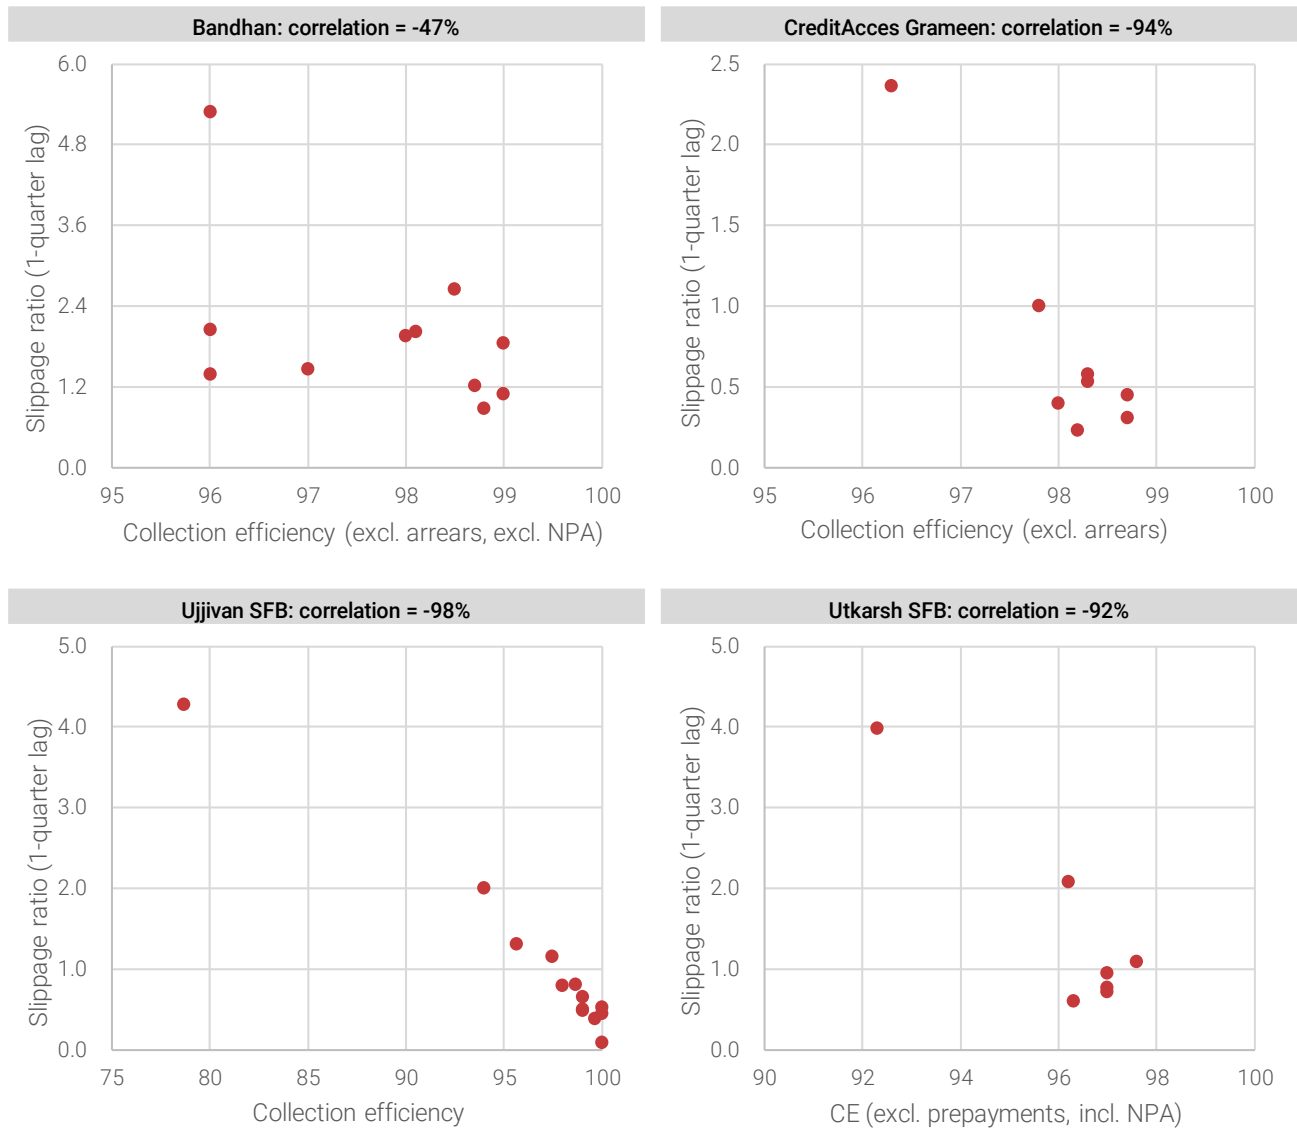 Bandhan: correlation = -47%
6.0
4.8
3.6
2.4
1.2
0.0
Slippage ratio (1-quarter lag)
95 96 97 98 99 100
Collection efficiency (excl. arrears, excl. NPA)
CreditAcces Grameen: correlation = -94%
2.5
2.0
1.5
1.0
0.5
0.0
Slippage ratio (1-quarter lag)
95 96 97 98 99 100
Collection efficiency (excl. arrears)
Ujjivan SFB: correlation = -98%
5.0
4.0
3.0
2.0
1.0
0.0
Slippage ratio (1-quarter lag)
75 80 85 90 95 100
Collection efficiency
Utkarsh SFB: correlation = -92%
5.0
4.0
3.0
2.0
1.0
0.0
Slippage ratio (1-quarter lag)
90 92 94 96 98 100
CE (excl. prepayments, incl. NPA)